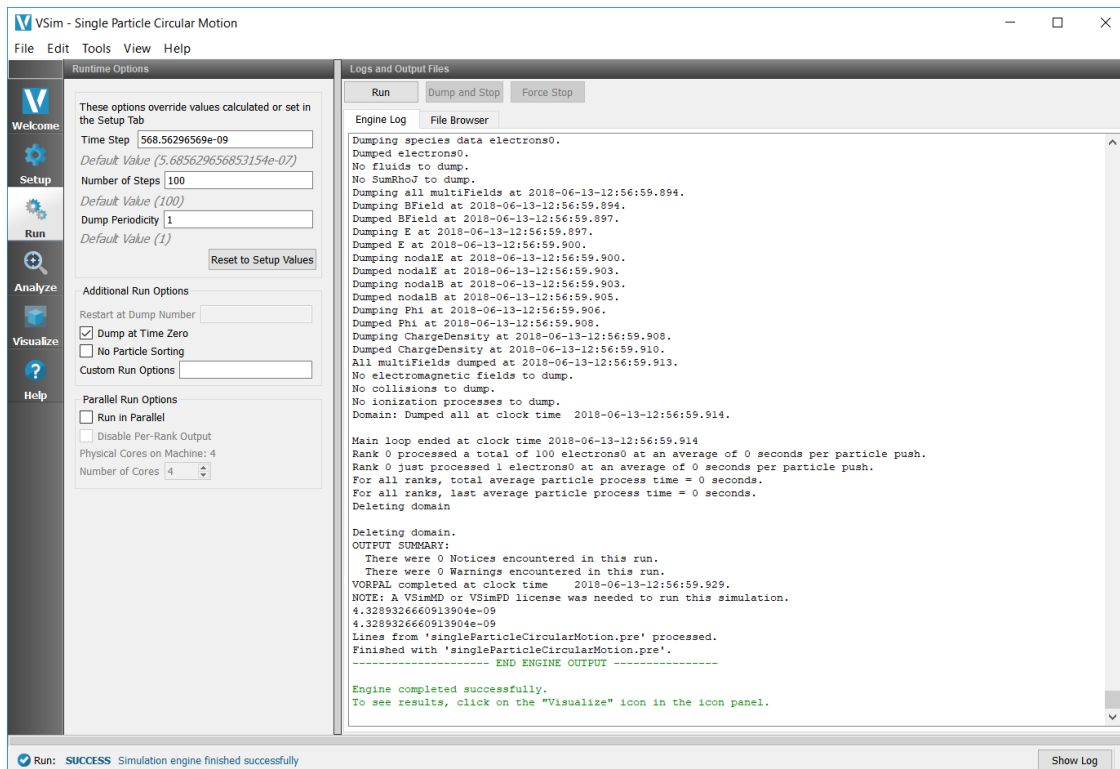 VSim - Single Particle Circular Motion
File Edit Tools View Help
Welcome
Setup
Run
Analyze
Visualize
Help
Runtime Options
These options override values calculated or set in
the Setup Tab
Time Step 568.56296569e-09
Default Value (5.685629656853154e-07)
Number of Steps 100
Default Value (100)
Dump Periodicity 1
Default Value (1)
Reset to Setup Values
Additional Run Options
Restart at Dump Number
Dump at Time Zero
No Particle Sorting
Custom Run Options
Parallel Run Options
Run in Parallel
Disable Per-Rank Output
Physical Cores on Machine: 4
Number of Cores 4
Logs and Output Files
Run Dump and Stop Force Stop
Engine Log File Browser
Dumping species data electrons0.
Dumped electrons0.
No fluids to dump.
No SumRhoJ to dump.
Dumping all multiFields at 2018-06-13-12:56:59.894.
Dumping BField at 2018-06-13-12:56:59.894.
Dumped BField at 2018-06-13-12:56:59.897.
Dumping E at 2018-06-13-12:56:59.897.
Dumped E at 2018-06-13-12:56:59.900.
Dumping nodalE at 2018-06-13-12:56:59.900.
Dumped nodalE at 2018-06-13-12:56:59.903.
Dumping nodalB at 2018-06-13-12:56:59.903.
Dumped nodalB at 2018-06-13-12:56:59.905.
Dumping Phi at 2018-06-13-12:56:59.906.
Dumped Phi at 2018-06-13-12:56:59.908.
Dumping ChargeDensity at 2018-06-13-12:56:59.908.
Dumped ChargeDensity at 2018-06-13-12:56:59.910.
All multiFields dumped at 2018-06-13-12:56:59.913.
No electromagnetic fields to dump.
No collisions to dump.
No ionization processes to dump.
Domain: Dumped all at clock time 2018-06-13-12:56:59.914.
Main loop ended at clock time 2018-06-13-12:56:59.914
Rank 0 processed a total of 100 electrons0 at an average of 0 seconds per particle push.
Rank 0 just processed 1 electrons0 at an average of 0 seconds per particle push.
For all ranks, total average particle process time = 0 seconds.
For all ranks, last average particle process time = 0 seconds.
Deleting domain
Deleting domain.
OUTPUT SUMMARY:
There were 0 Notices encountered in this run.
There were 0 Warnings encountered in this run.
VORPAL completed at clock time 2018-06-13-12:56:59.929.
NOTE: A VSimMD or VSimPD license was needed to run this simulation.
4.3289326660913904e-09
4.3289326660913904e-09
Lines from 'singleParticleCircularMotion.pre' processed.
Finished with 'singleParticleCircularMotion.pre'.
--------------------- END ENGINE OUTPUT ----------------
Engine completed successfully.
To see results, click on the "Visualize" icon in the icon panel.
Run: SUCCESS Simulation engine finished successfully
Show Log